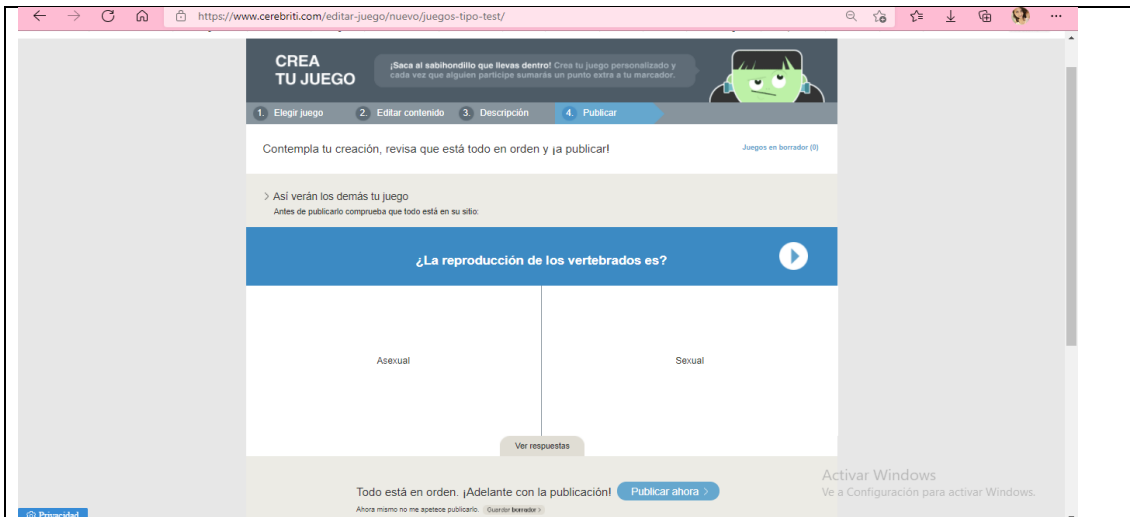 https://www.cerebriti.com/editar-juego/nuevo/juegos-tipo-test/
CREA
TU JUEGO
¡Saca al sabihondillo que llevas dentro! Crea tu juego personalizado y
cada vez que alguien participe sumarás un punto extra a tu marcador.
1. Elegir juego 2. Editar contenido 3. Descripción 4. Publicar
Contempla tu creación, revisa que está todo en orden y ¡a publicar!
Juegos en borrador (0)
> Así verán los demás tu juego
Antes de publicarlo comprueba que todo está en su sitio:
¿La reproducción de los vertebrados es?
Asexual
Sexual
Ver respuestas
Todo está en orden. ¡Adelante con la publicación! Publicar ahora >
Ahora mismo no me apetece publicarlo. Guardar borrador >
Activar Windows
Ve a Configuración para activar Windows.
Privacidad